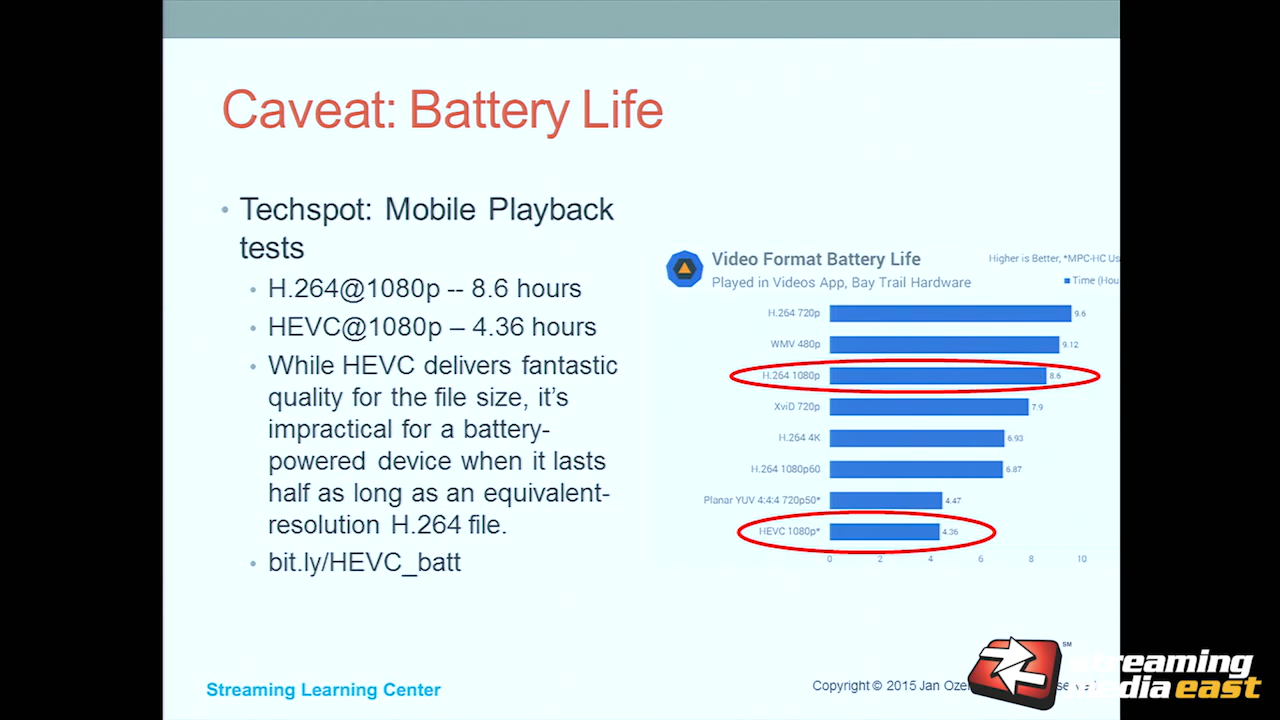 Caveat: Battery Life
• Techspot: Mobile Playback
tests
• H.264@1080p -- 8.6 hours
• HEVC@1080p – 4.36 hours
• While HEVC delivers fantastic
quality for the file size, it’s
impractical for a battery-
powered device when it lasts
half as long as an equivalent-
resolution H.264 file.
• bit.ly/HEVC_batt
Video Format Battery Life
Higher is Better, *MPC-HC Us
Played in Videos App, Bay Trail Hardware
Time (Hou
H.264 720p 9.6
WMV 480p 9.12
H.264 1080p 8.6
XviD 720p 7.9
H.264 4K 6.93
H.264 1080p60 6.87
Planar YUV 4:4:4 720p50* 4.47
HEVC 1080p* 4.36
0 2 4 6 8 10
Streaming Learning Center
Copyright © 2015 Jan Ozer
SM
streaming
media east